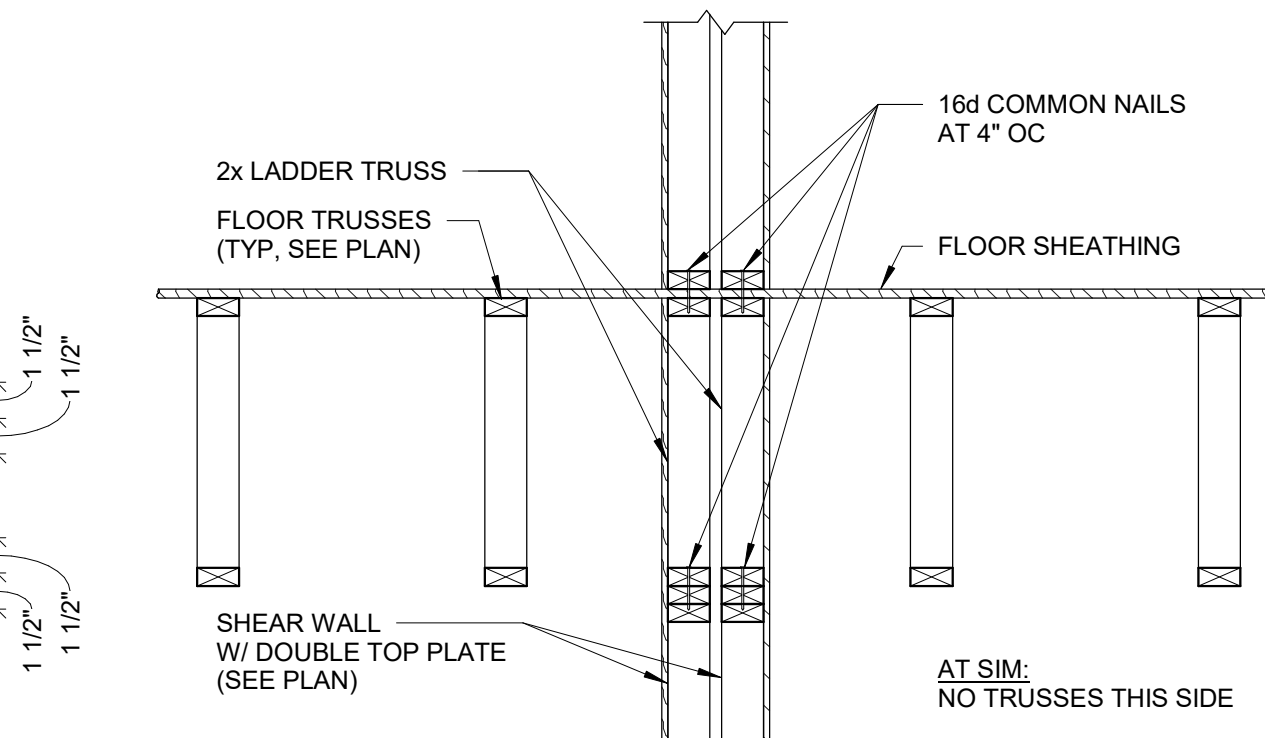 16d COMMON NAILS
AT 4" OC
2x LADDER TRUSS
FLOOR TRUSSES
(TYP, SEE PLAN)
FLOOR SHEATHING
1 1/2"
1 1/2"
1 1/2"
1 1/2"
SHEAR WALL
W/ DOUBLE TOP PLATE
(SEE PLAN)
AT SIM:
NO TRUSSES THIS SIDE